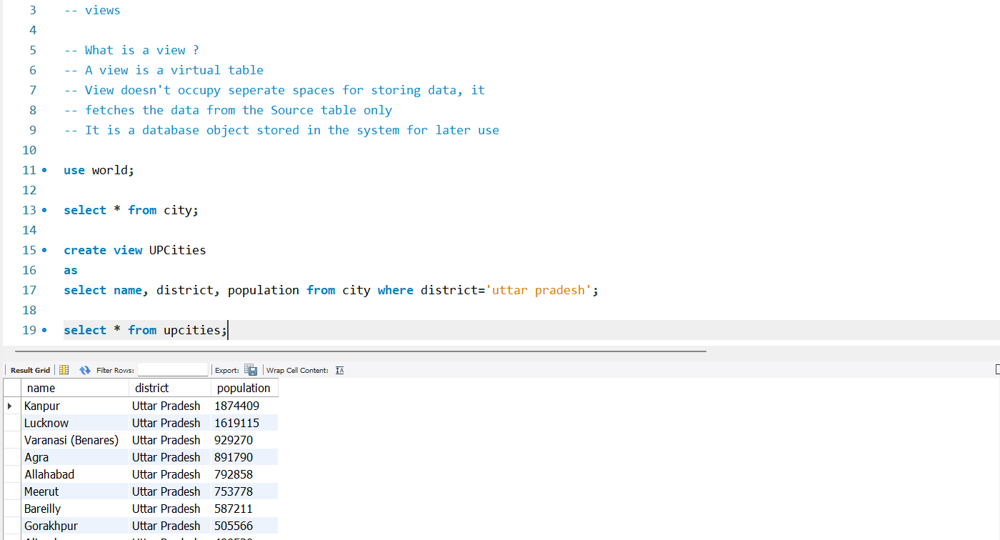 3 -- views
4
5 -- What is a view ?
6 -- A view is a virtual table
7 -- View doesn't occupy seperate spaces for storing data, it
8 -- fetches the data from the Source table only
9 -- It is a database object stored in the system for later use
10
11 use world;
12
13 select * from city;
14
15 create view UPCities
16 as
17 select name, district, population from city where district='uttar pradesh';
18
19 select * from upcities;
Result Grid Filter Rows: Export: Wrap Cell Content:
name district population
Kanpur Uttar Pradesh 1874409
Lucknow Uttar Pradesh 1619115
Varanasi (Benares) Uttar Pradesh 929270
Agra Uttar Pradesh 891790
Allahabad Uttar Pradesh 792858
Meerut Uttar Pradesh 753778
Bareilly Uttar Pradesh 587211
Gorakhpur Uttar Pradesh 505566